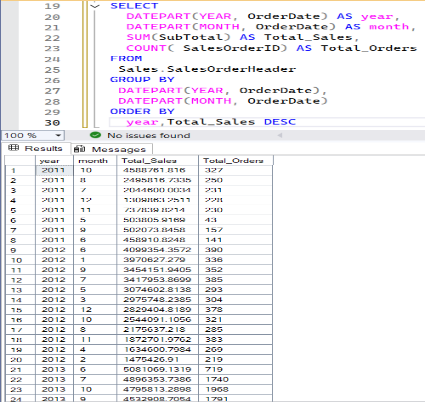 19 SELECT
20 DATEPART(YEAR, OrderDate) AS year,
21 DATEPART(MONTH, OrderDate) AS month,
22 SUM(SubTotal) AS Total_Sales,
23 COUNT( SalesOrderID) AS Total_Orders
24 FROM
25 Sales.SalesOrderHeader
26 GROUP BY
27 DATEPART(YEAR, OrderDate),
28 DATEPART(MONTH, OrderDate)
29 ORDER BY
30 year,Total_Sales DESC
100 % No issues found
Results Messages
year month Total_Sales Total_Orders
1 2011 10 4588761.816 327
2 2011 8 2495816.7335 250
3 2011 7 2044600.0034 231
4 2011 12 1309863.2511 228
5 2011 11 737839.8214 230
6 2011 5 503805.9169 43
7 2011 9 502073.8458 157
8 2011 6 458910.8248 141
9 2012 6 4099354.3572 390
10 2012 1 3970627.279 336
11 2012 9 3454151.9405 352
12 2012 7 3417953.8699 385
13 2012 5 3074602.8138 293
14 2012 3 2975748.2385 304
15 2012 12 2829404.8189 378
16 2012 10 2544091.1056 321
17 2012 8 2175637.218 285
18 2012 11 1872701.9762 383
19 2012 4 1634600.7984 269
20 2012 2 1475426.91 219
21 2013 6 5081069.1319 719
22 2013 7 4896353.7386 1740
23 2013 10 4795813.2898 1968
24 2013 9 4532908.7054 1791